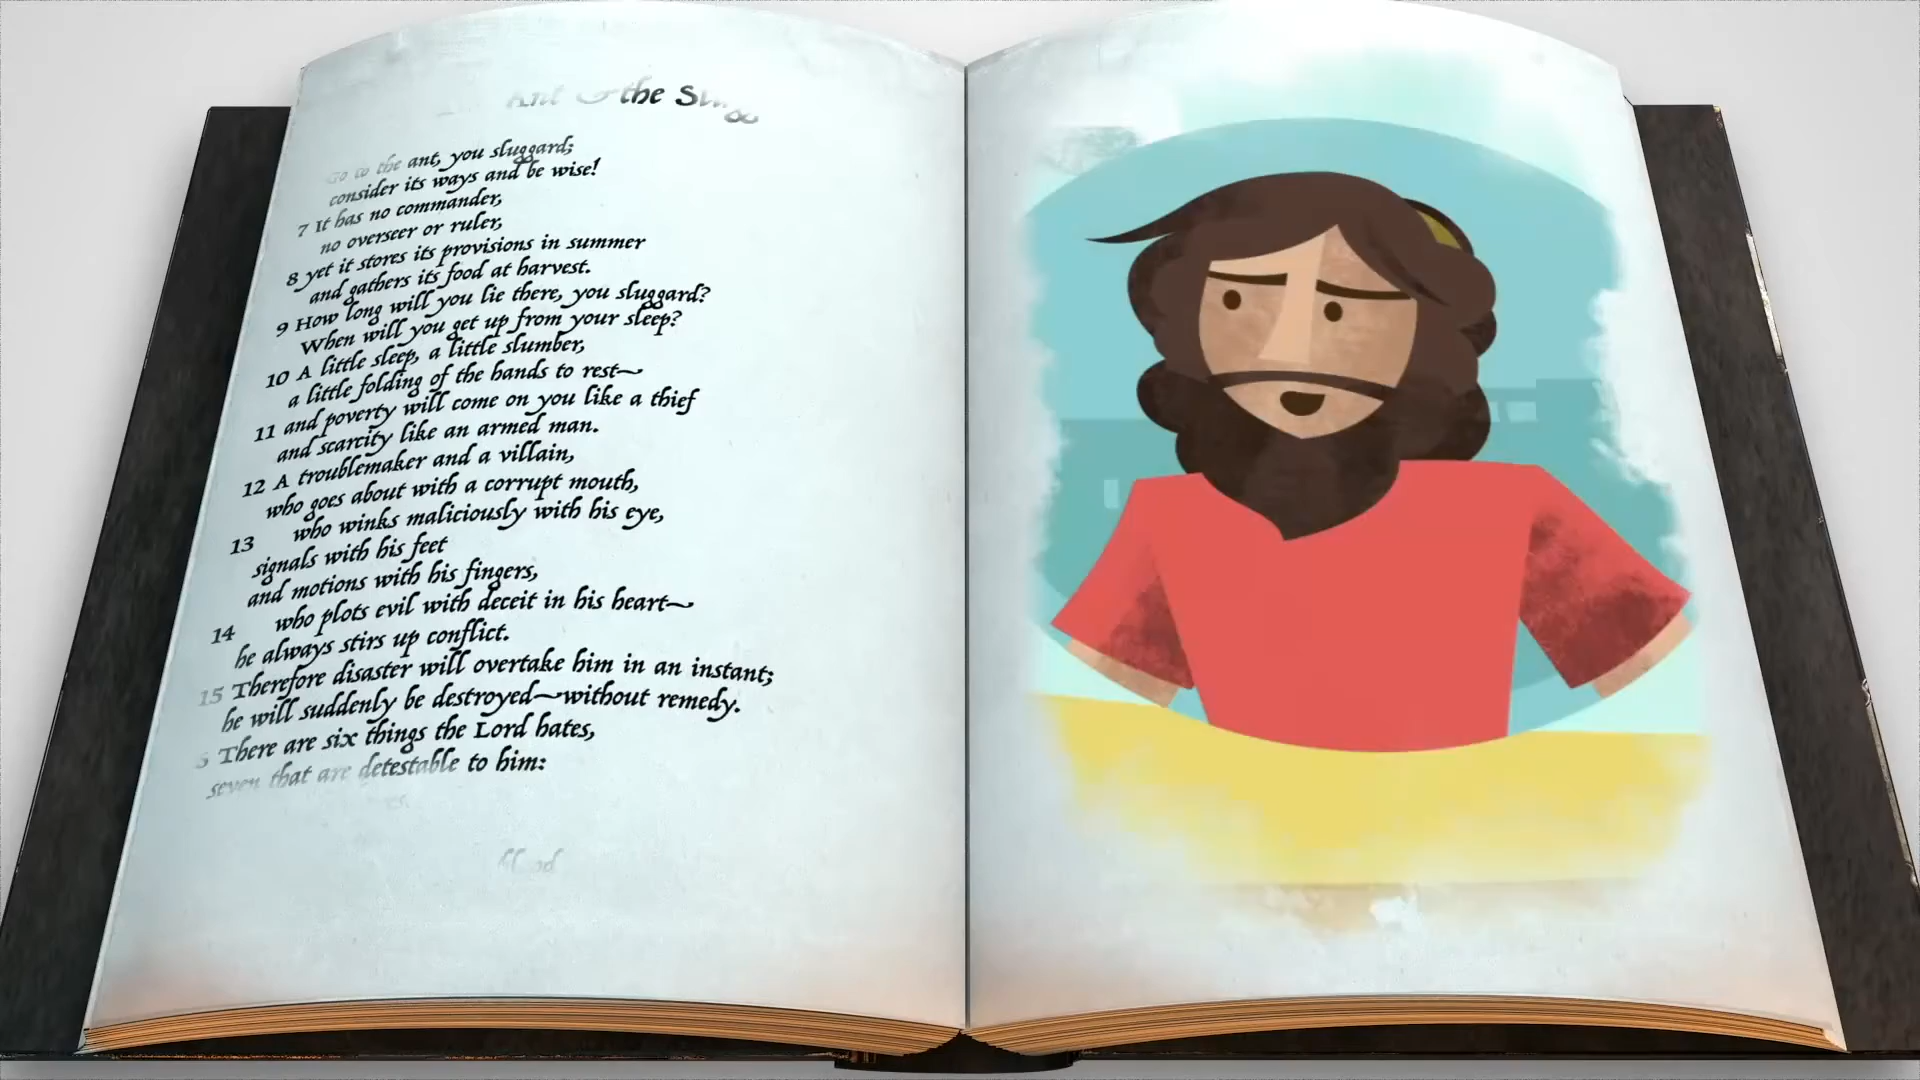 Ant & the Slugg
Go to the ant, you sluggard;
consider its ways and be wise!
7 It has no commander,
no overseer or ruler,
8 yet it stores its provisions in summer
and gathers its food at harvest.
9 How long will you lie there, you sluggard?
When will you get up from your sleep?
10 A little sleep, a little slumber,
a little folding of the hands to rest—
11 and poverty will come on you like a thief
and scarcity like an armed man.
12 A troublemaker and a villain,
who goes about with a corrupt mouth,
13 who winks maliciously with his eye,
signals with his feet
and motions with his fingers,
14 who plots evil with deceit in his heart—
he always stirs up conflict.
15 Therefore disaster will overtake him in an instant;
he will suddenly be destroyed—without remedy.
6 There are six things the Lord hates,
seven that are detestable to him: